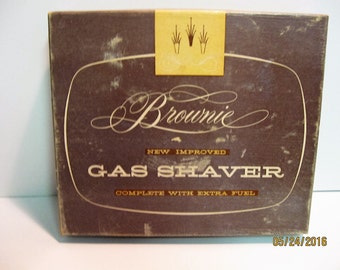 Brownie
NEW IMPROVED
GAS SHAVER
COMPLETE WITH EXTRA FUEL
05/24/2016